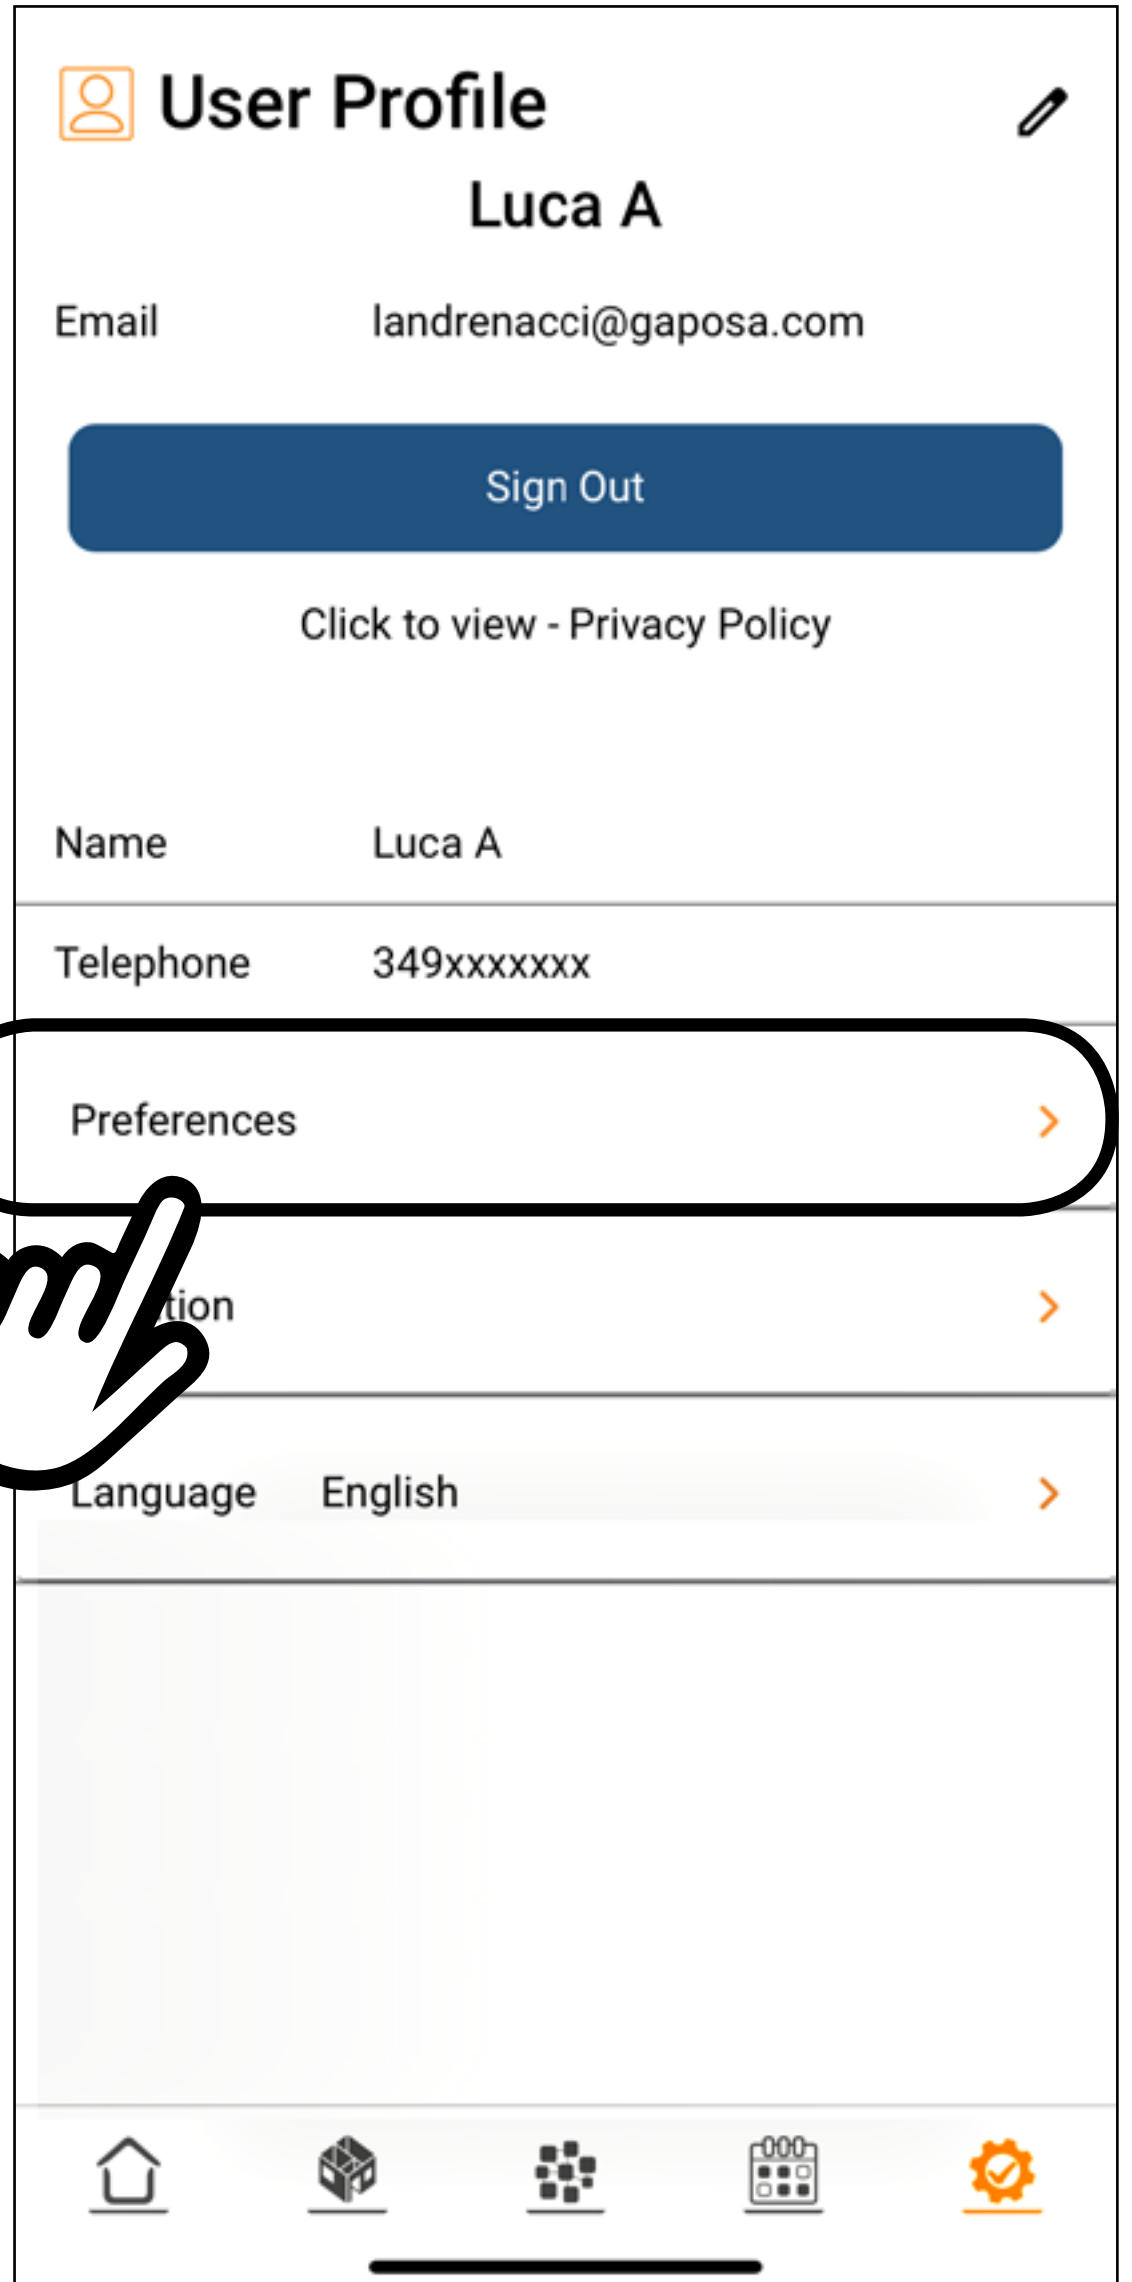 User Profile
Luca A
Email landrenacci@gaposa.com
Sign Out
Click to view - Privacy Policy
Name Luca A
Telephone 349xxxxxxx
Preferences
Language English